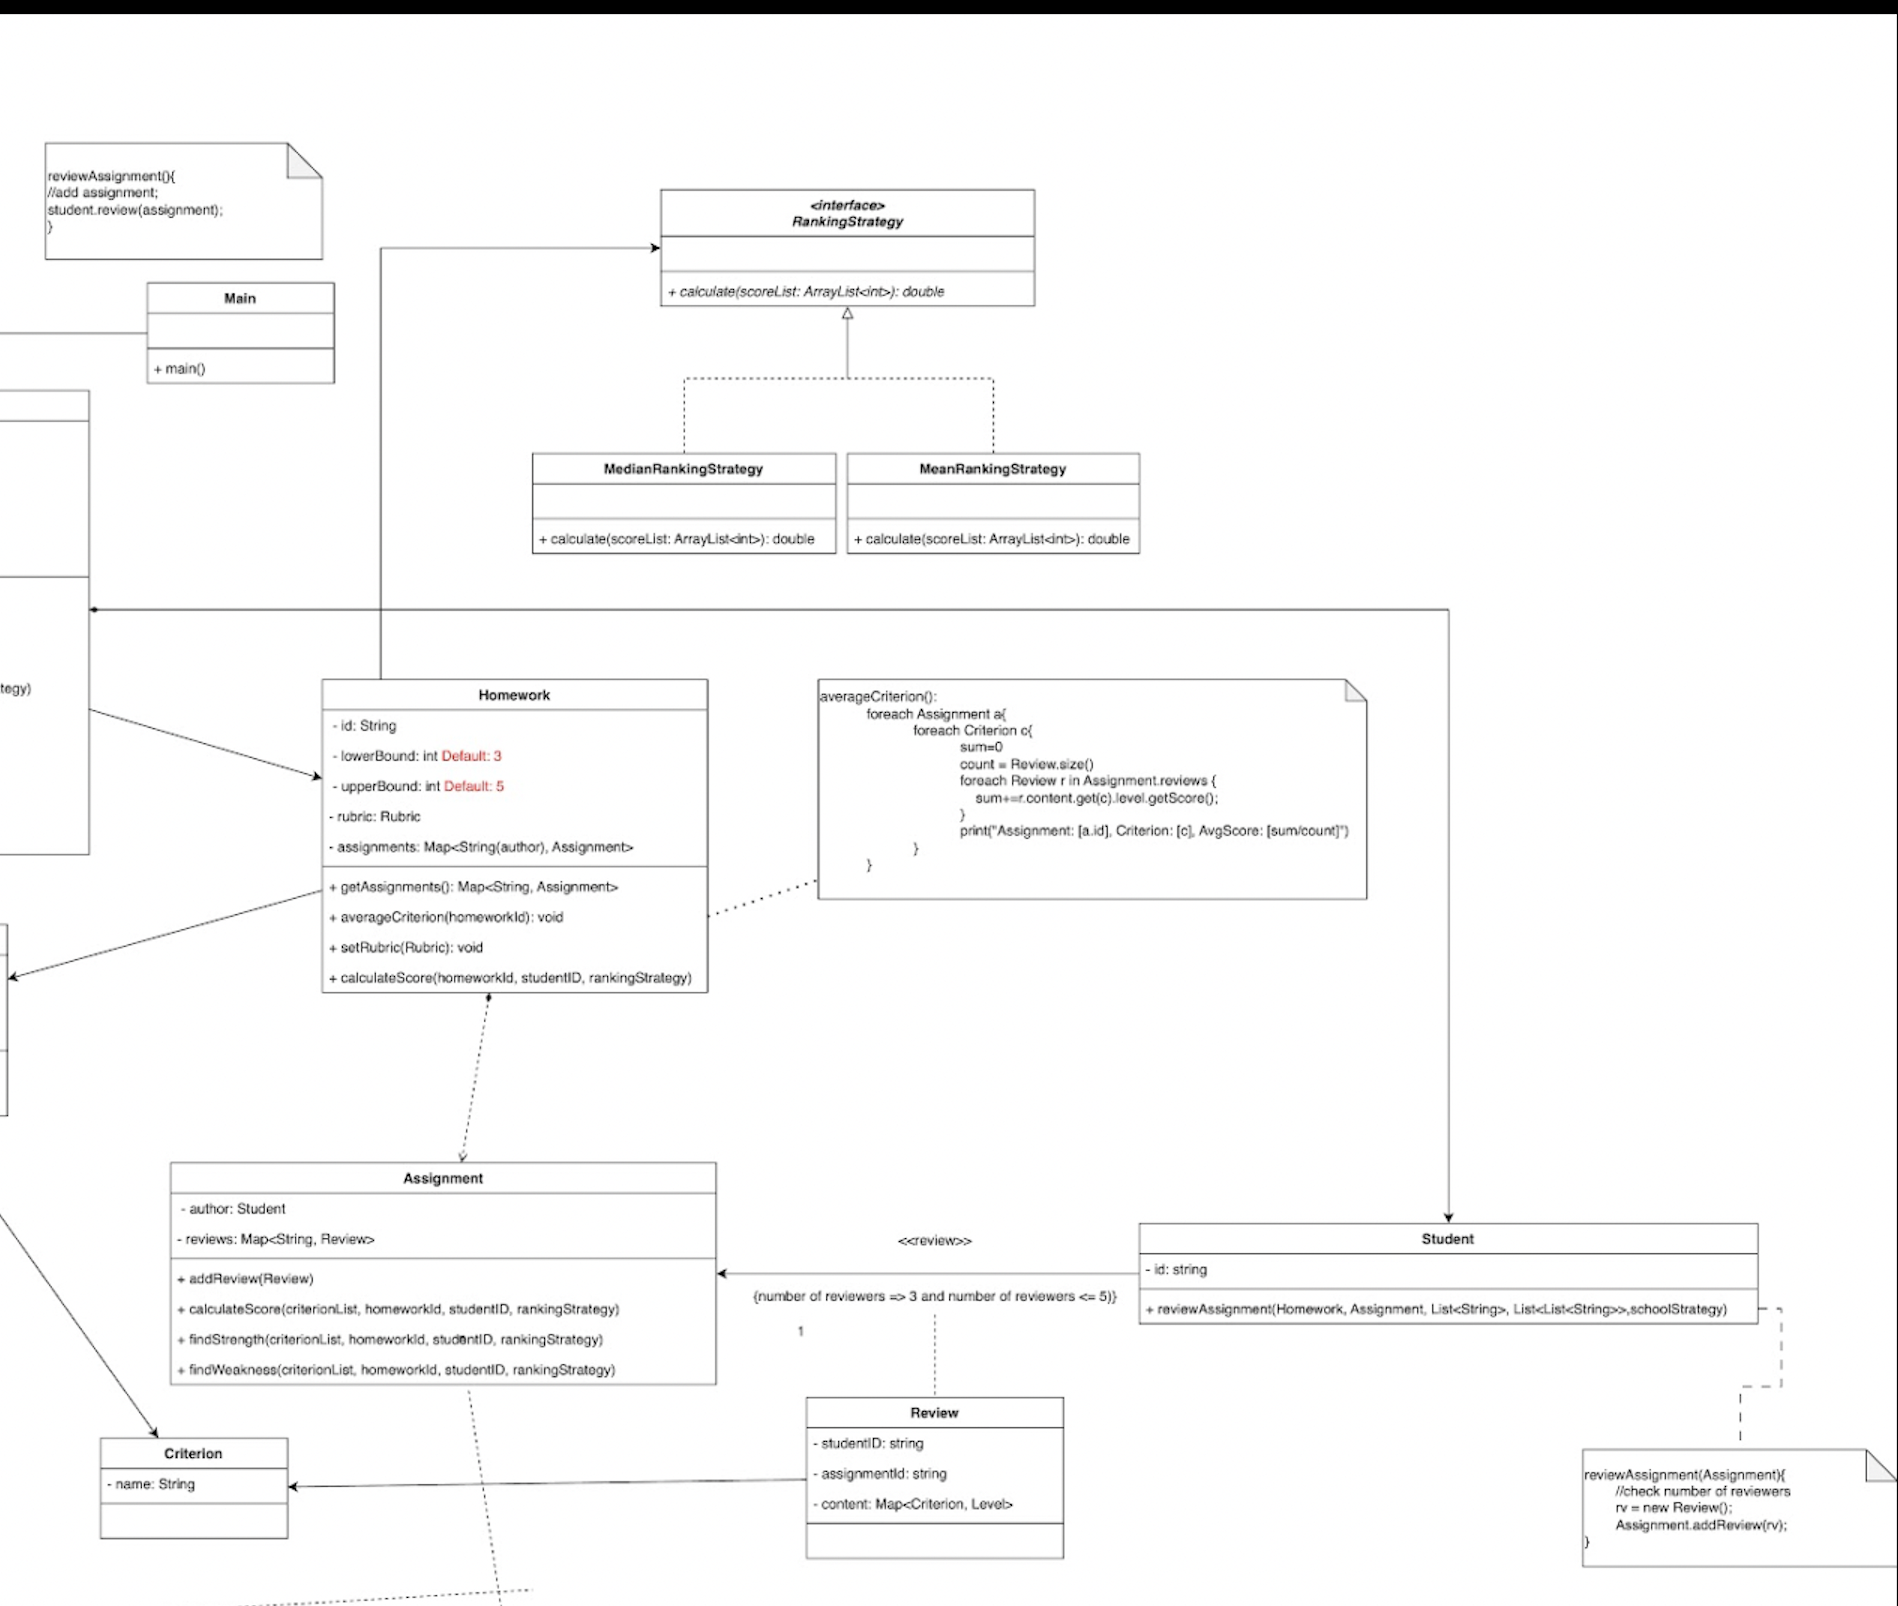 reviewAssignment(){
//add assignment;
student.review(assignment);
}
<interface>
RankingStrategy
+ calculate(scoreList: ArrayList<int>): double
Main
+ main()
MedianRankingStrategy
+ calculate(scoreList: ArrayList<int>): double
MeanRankingStrategy
+ calculate(scoreList: ArrayList<int>): double
tegy)
Homework
- id: String
- lowerBound: int Default: 3
- upperBound: int Default: 5
- rubric: Rubric
- assignments: Map<String(author), Assignment>
+ getAssignments(): Map<String, Assignment>
+ averageCriterion(homeworkId): void
+ setRubric(Rubric): void
+ calculateScore(homeworkId, studentID, rankingStrategy)
averageCriterion():
foreach Assignment a{
foreach Criterion c{
sum=0
count = Review.size()
foreach Review r in Assignment.reviews {
sum+=r.content.get(c).level.getScore();
}
print("Assignment: [a.id], Criterion: [c], AvgScore: [sum/count]")
}
}
Assignment
- author: Student
- reviews: Map<String, Review>
+ addReview(Review)
+ calculateScore(criterionList, homeworkId, studentID, rankingStrategy)
+ findStrength(criterionList, homeworkId, studentID, rankingStrategy)
+ findWeakness(criterionList, homeworkId, studentID, rankingStrategy)
<<review>>
{number of reviewers => 3 and number of reviewers <= 5)}
1
Student
- id: string
+ reviewAssignment(Homework, Assignment, List<String>, List<List<String>>,schoolStrategy)
Criterion
- name: String
Review
- studentID: string
- assignmentId: string
- content: Map<Criterion, Level>
reviewAssignment(Assignment){
//check number of reviewers
rv = new Review();
Assignment.addReview(rv);
}